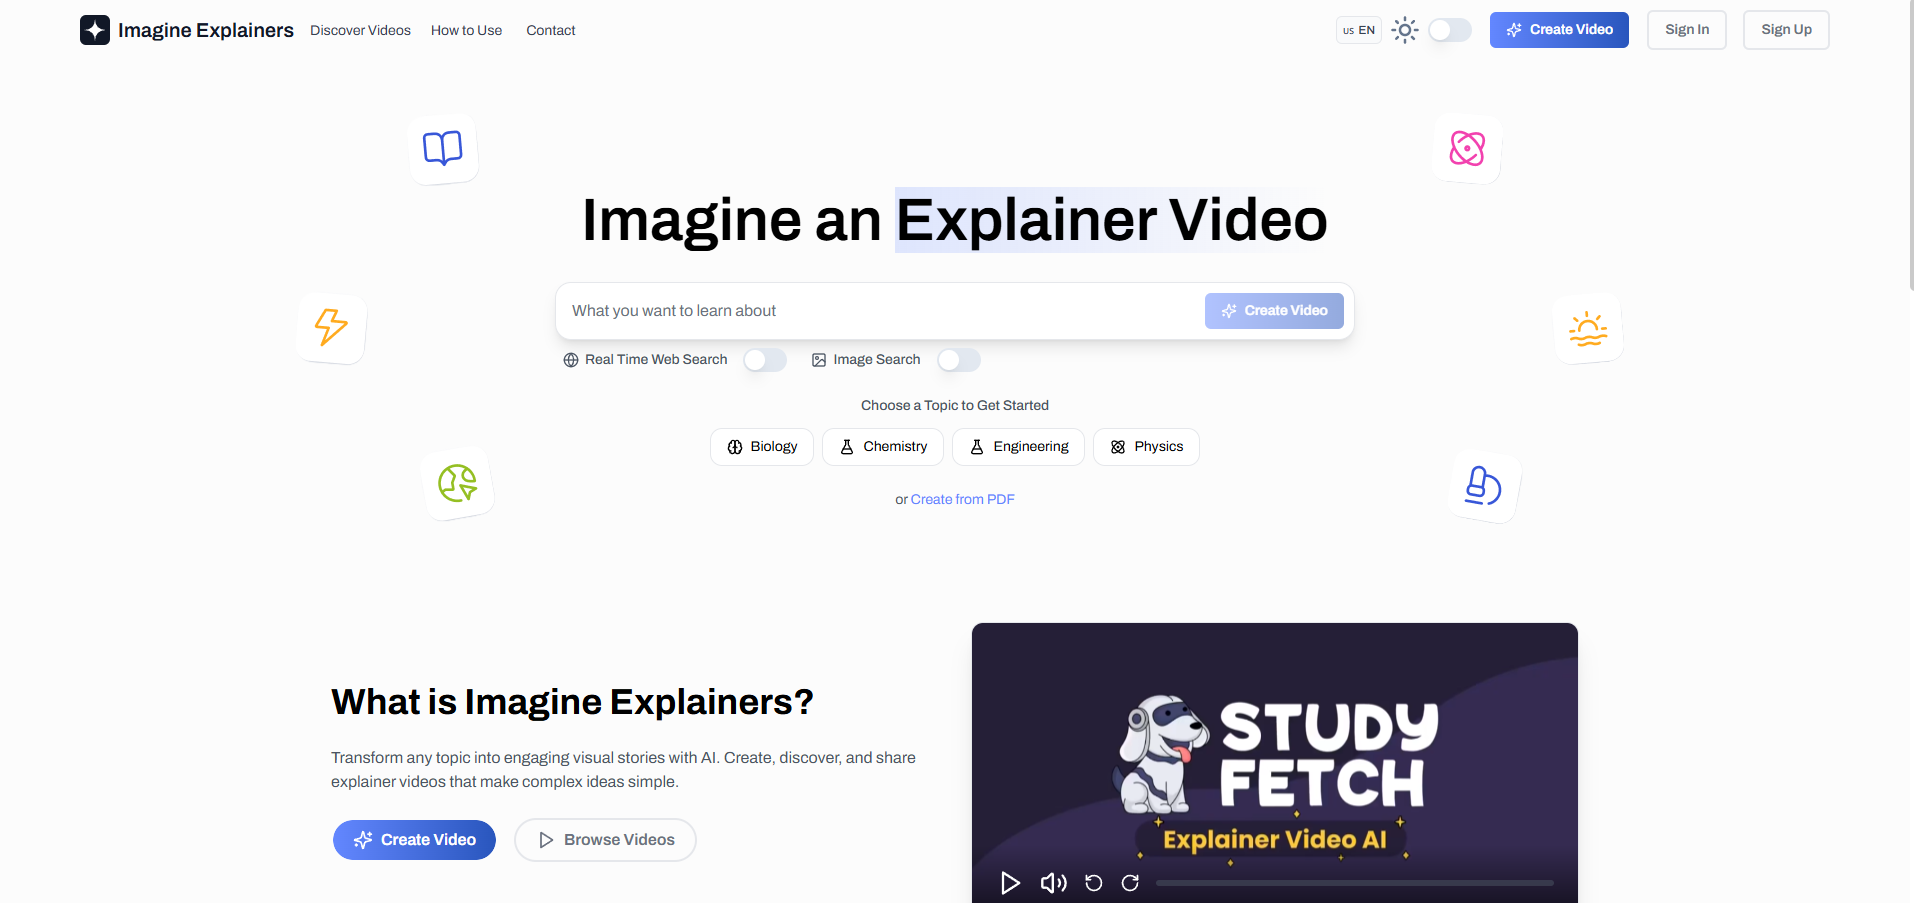 Imagine Explainers
Discover Videos
How to Use
Contact
us EN
Create Video
Sign In
Sign Up
Imagine an Explainer Video
What you want to learn about
Create Video
Real Time Web Search
Image Search
Choose a Topic to Get Started
Biology
Chemistry
Engineering
Physics
or Create from PDF
What is Imagine Explainers?
Transform any topic into engaging visual stories with AI. Create, discover, and share
explainer videos that make complex ideas simple.
Create Video
Browse Videos
STUDY
FETCH
Explainer Video AI